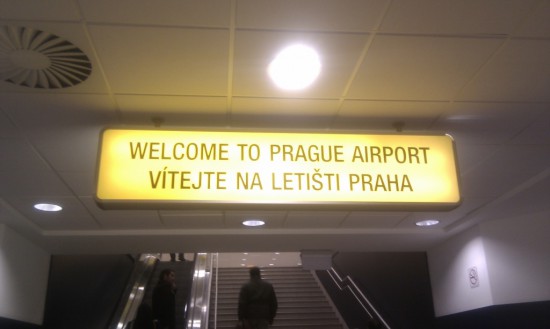 WELCOME TO PRAGUE AIRPORT
VÍTEJTE NA LETIŠTI PRAHA